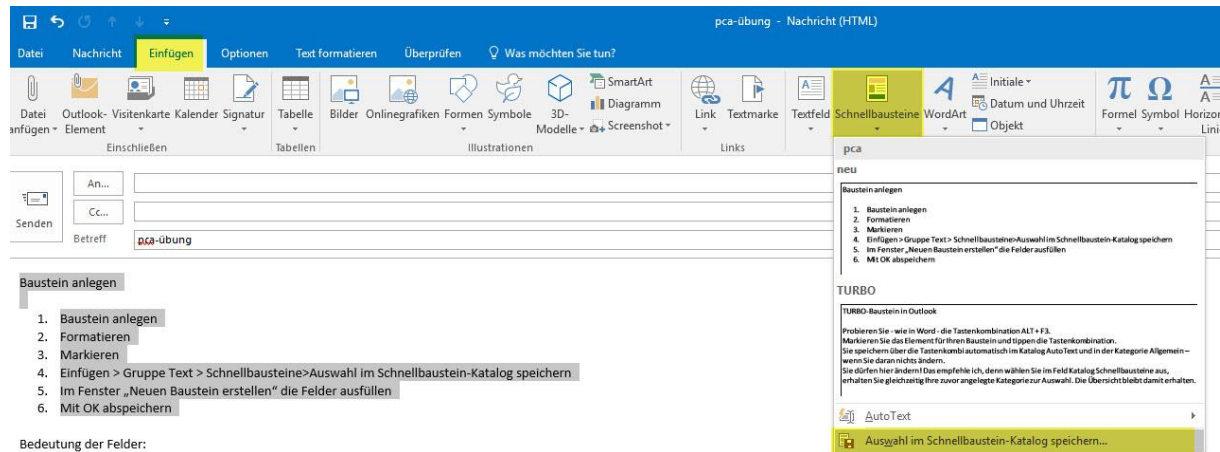 pca-übung - Nachricht (HTML)
Datei Nachricht Einfügen Optionen Text formatieren Überprüfen Was möchten Sie tun?
Datei anfügen Outlook-Element Visitenkarte Kalender Signatur Tabelle Bilder Onlinegrafiken Formen Symbole 3D-Modelle SmartArt Diagramm Screenshot Link Textmarke Textfeld Schnellbausteine WordArt Initiale Datum und Uhrzeit Objekt Formel Symbol
Einschließen Tabellen Illustrationen Links
pca
neu
Baustein anlegen
1. Baustein anlegen
2. Formatieren
3. Markieren
4. Einfügen > Gruppe Text > Schnellbausteine>Auswahl im Schnellbaustein-Katalog speichern
5. Im Fenster „Neuen Baustein erstellen“ die Felder ausfüllen
6. Mit OK abspeichern
TURBO
TURBO-Baustein in Outlook
Probieren Sie - wie in Word - die Tastenkombination ALT + F3.
Markieren Sie das Element für Ihren Baustein und tippen die Tastenkombination.
Sie speichern über die Tastenkombi automatisch im Katalog AutoText und in der Kategorie Allgemein –
wenn Sie daran nichts ändern.
Sie dürfen hier ändern! Das empfehle ich, denn wählen Sie im Feld Katalog Schnellbausteine aus,
erhalten Sie gleichzeitig Ihre zuvor angelegte Kategorie zur Auswahl. Die Übersicht bleibt damit erhalten.
AutoText
Auswahl im Schnellbaustein-Katalog speichern...
Senden
An...
Cc...
Betreff pca-übung
Baustein anlegen
1. Baustein anlegen
2. Formatieren
3. Markieren
4. Einfügen > Gruppe Text > Schnellbausteine>Auswahl im Schnellbaustein-Katalog speichern
5. Im Fenster „Neuen Baustein erstellen“ die Felder ausfüllen
6. Mit OK abspeichern
Bedeutung der Felder: